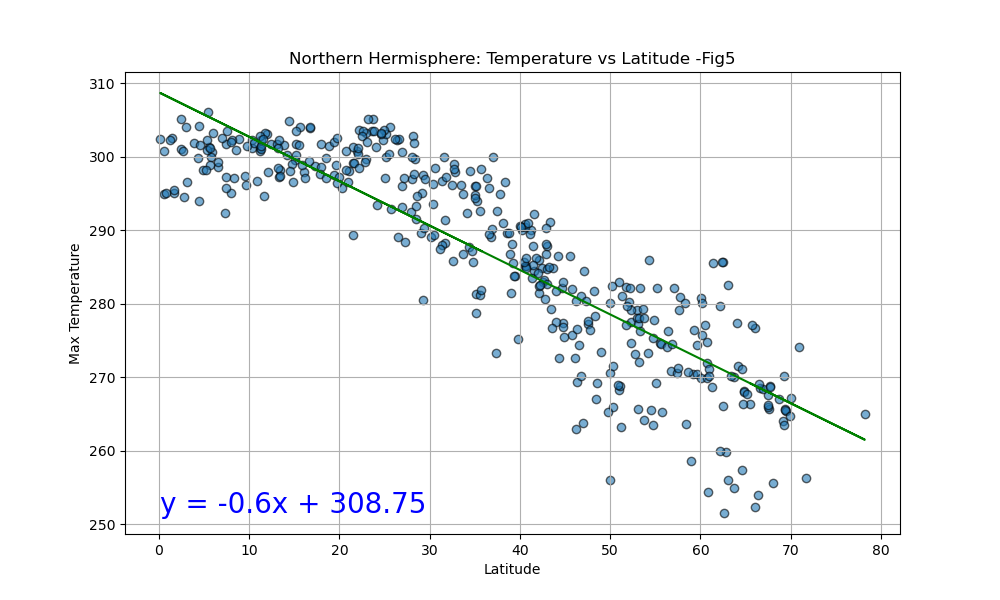 Northern Hermisphere: Temperature vs Latitude -Fig5
Max Temperature
310
300
290
280
270
260
250
y = -0.6x + 308.75
0 10 20 30 40 50 60 70 80
Latitude